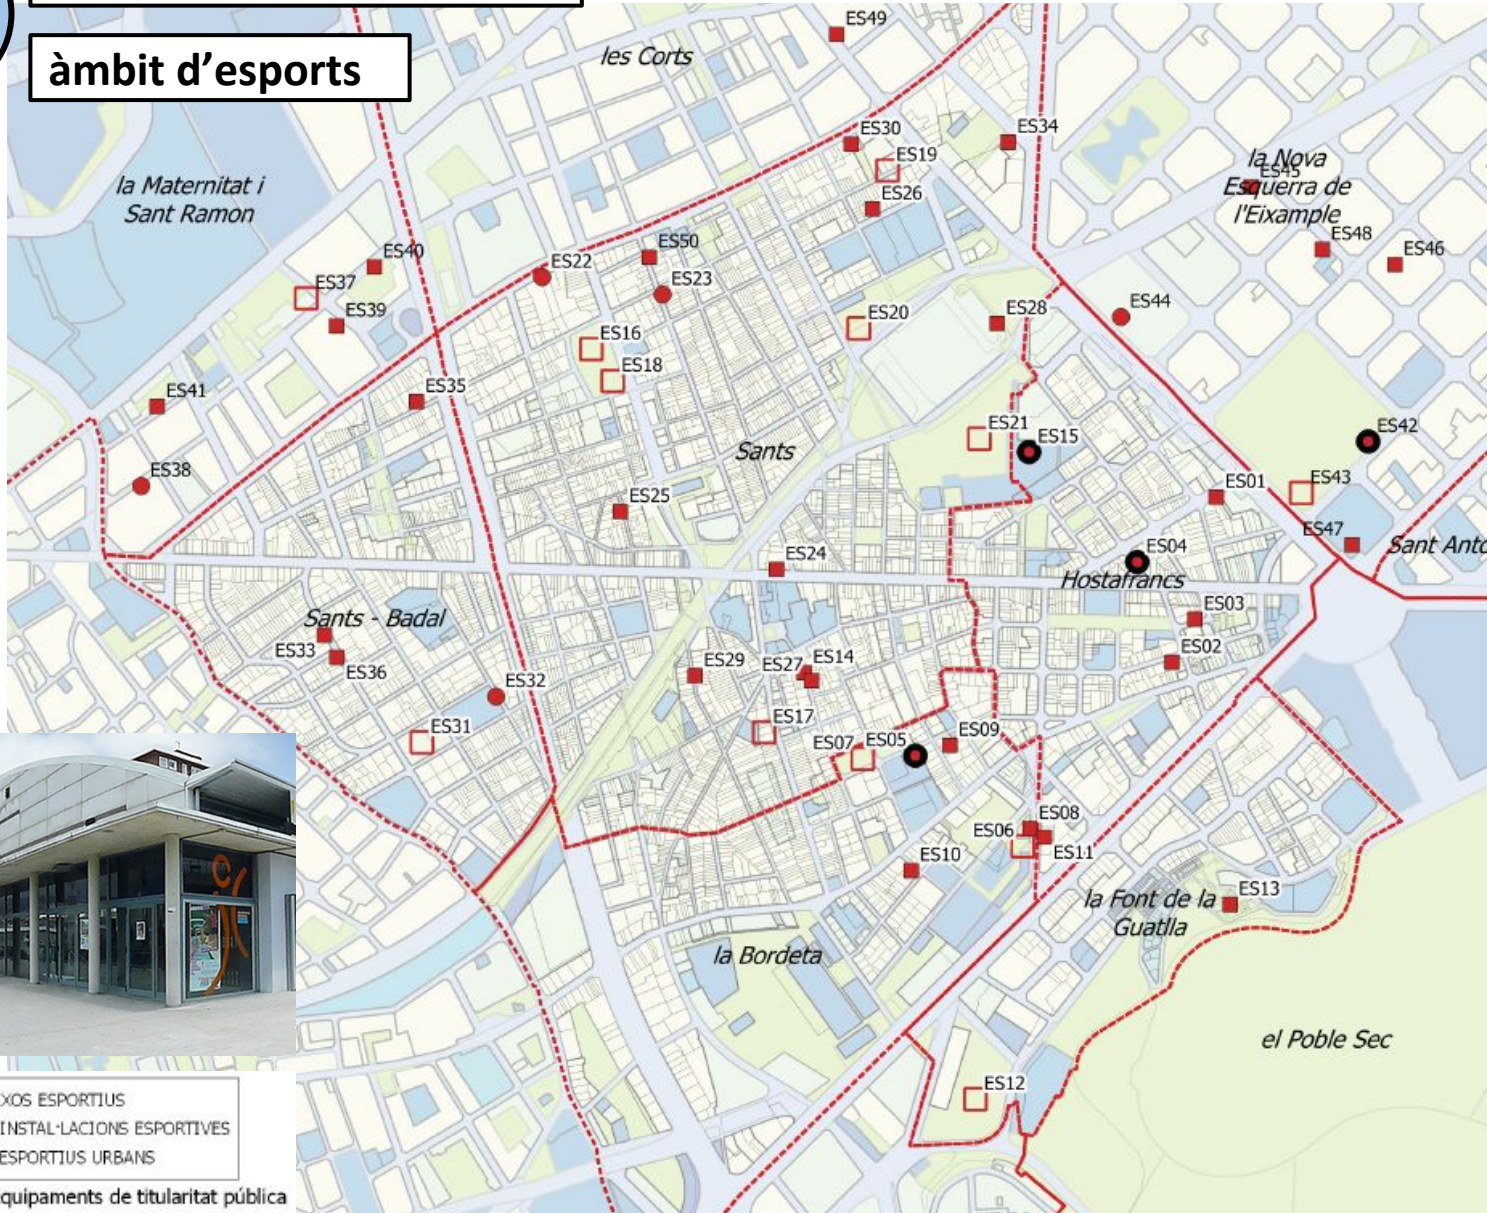 àmbit d'esports
ES49
les Corts
ES30
ES34
ES19
la Nova
Esquerra de
l'Eixample
ES45
la Maternitat i
Sant Ramon
ES26
ES40
ES50
ES22
ES48
ES46
ES37
ES23
ES39
ES20
ES28
ES44
ES16
ES18
ES41
ES35
ES21
ES15
ES42
Sants
ES38
ES43
ES25
ES01
ES47
Sant Anto
ES24
ES04
Hostafrancs
Sants - Badal
ES03
ES33
ES36
ES29
ES27
ES14
ES02
ES32
ES17
ES31
ES07
ES05
ES09
ES06
ES08
ES11
ES10
ES13
la Font de la
Guatlla
la Bordeta
el Poble Sec
ES12
XOS ESPORTIUS
INSTAL·LACIONS ESPORTIVES
ESPORTIUS URBANS
quipaments de titularitat pública